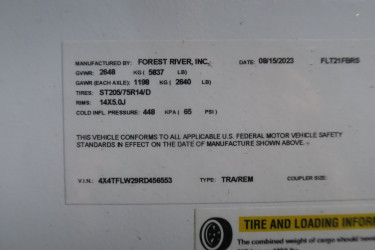 MANUFACTURED BY: FOREST RIVER, INC. DATE: 08/15/2023 FLT21FBRS
GVWR: 2648 KG ( 5837 LB)
GAWR (EACH AXLE): 1198 KG ( 2640 LB)
TIRES: ST205/75R14/D
RIMS: 14X5.0J
COLD INFL. PRESSURE: 448 KPA ( 65 PSI)
THIS VEHICLE CONFORMS TO ALL APPLICABLE U.S. FEDERAL MOTOR VEHICLE SAFETY
STANDARDS IN EFFECT ON THE DATE OF MANUFACTURE SHOWN ABOVE.
V.I.N.: 4X4TFLW29RD456553 TYPE: TRA/REM COUPLER SIZE:
TIRE AND LOADING INFOR
The combined weight of cargo should never